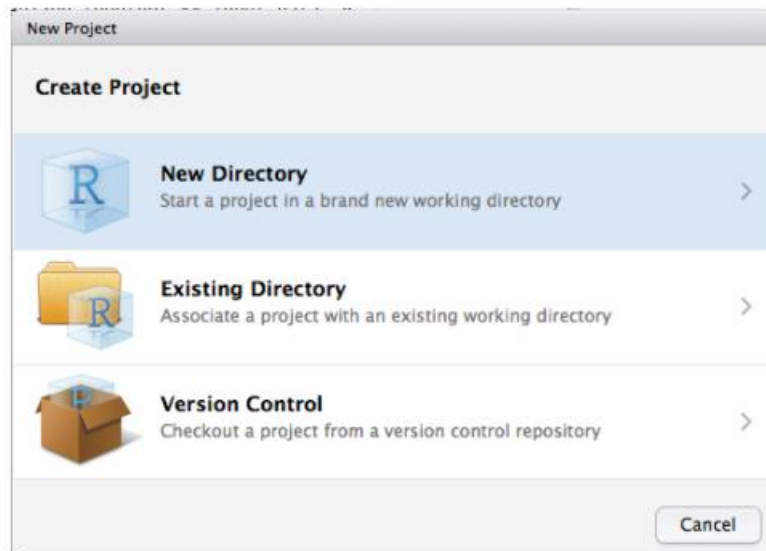 New Project
Create Project
R
New Directory
Start a project in a brand new working directory
R
Existing Directory
Associate a project with an existing working directory
R
Version Control
Checkout a project from a version control repository
Cancel